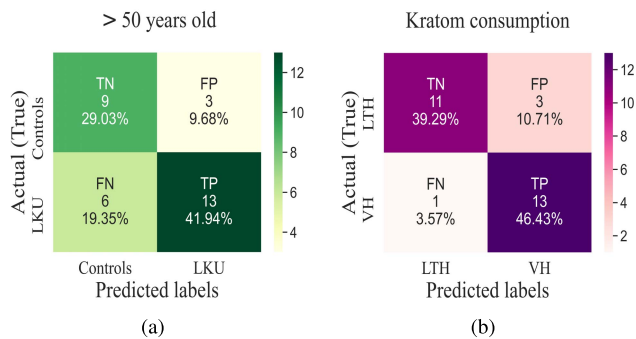 > 50 years old
Actual (True)
Controls
LKU
TN
9
29.03%
FP
3
9.68%
FN
6
19.35%
TP
13
41.94%
12
10
8
6
4
Controls
LKU
Predicted labels
(a)
Kratom consumption
Actual (True)
LTH
VH
TN
11
39.29%
FP
3
10.71%
FN
1
3.57%
TP
13
46.43%
12
10
8
6
4
2
LTH
VH
Predicted labels
(b)